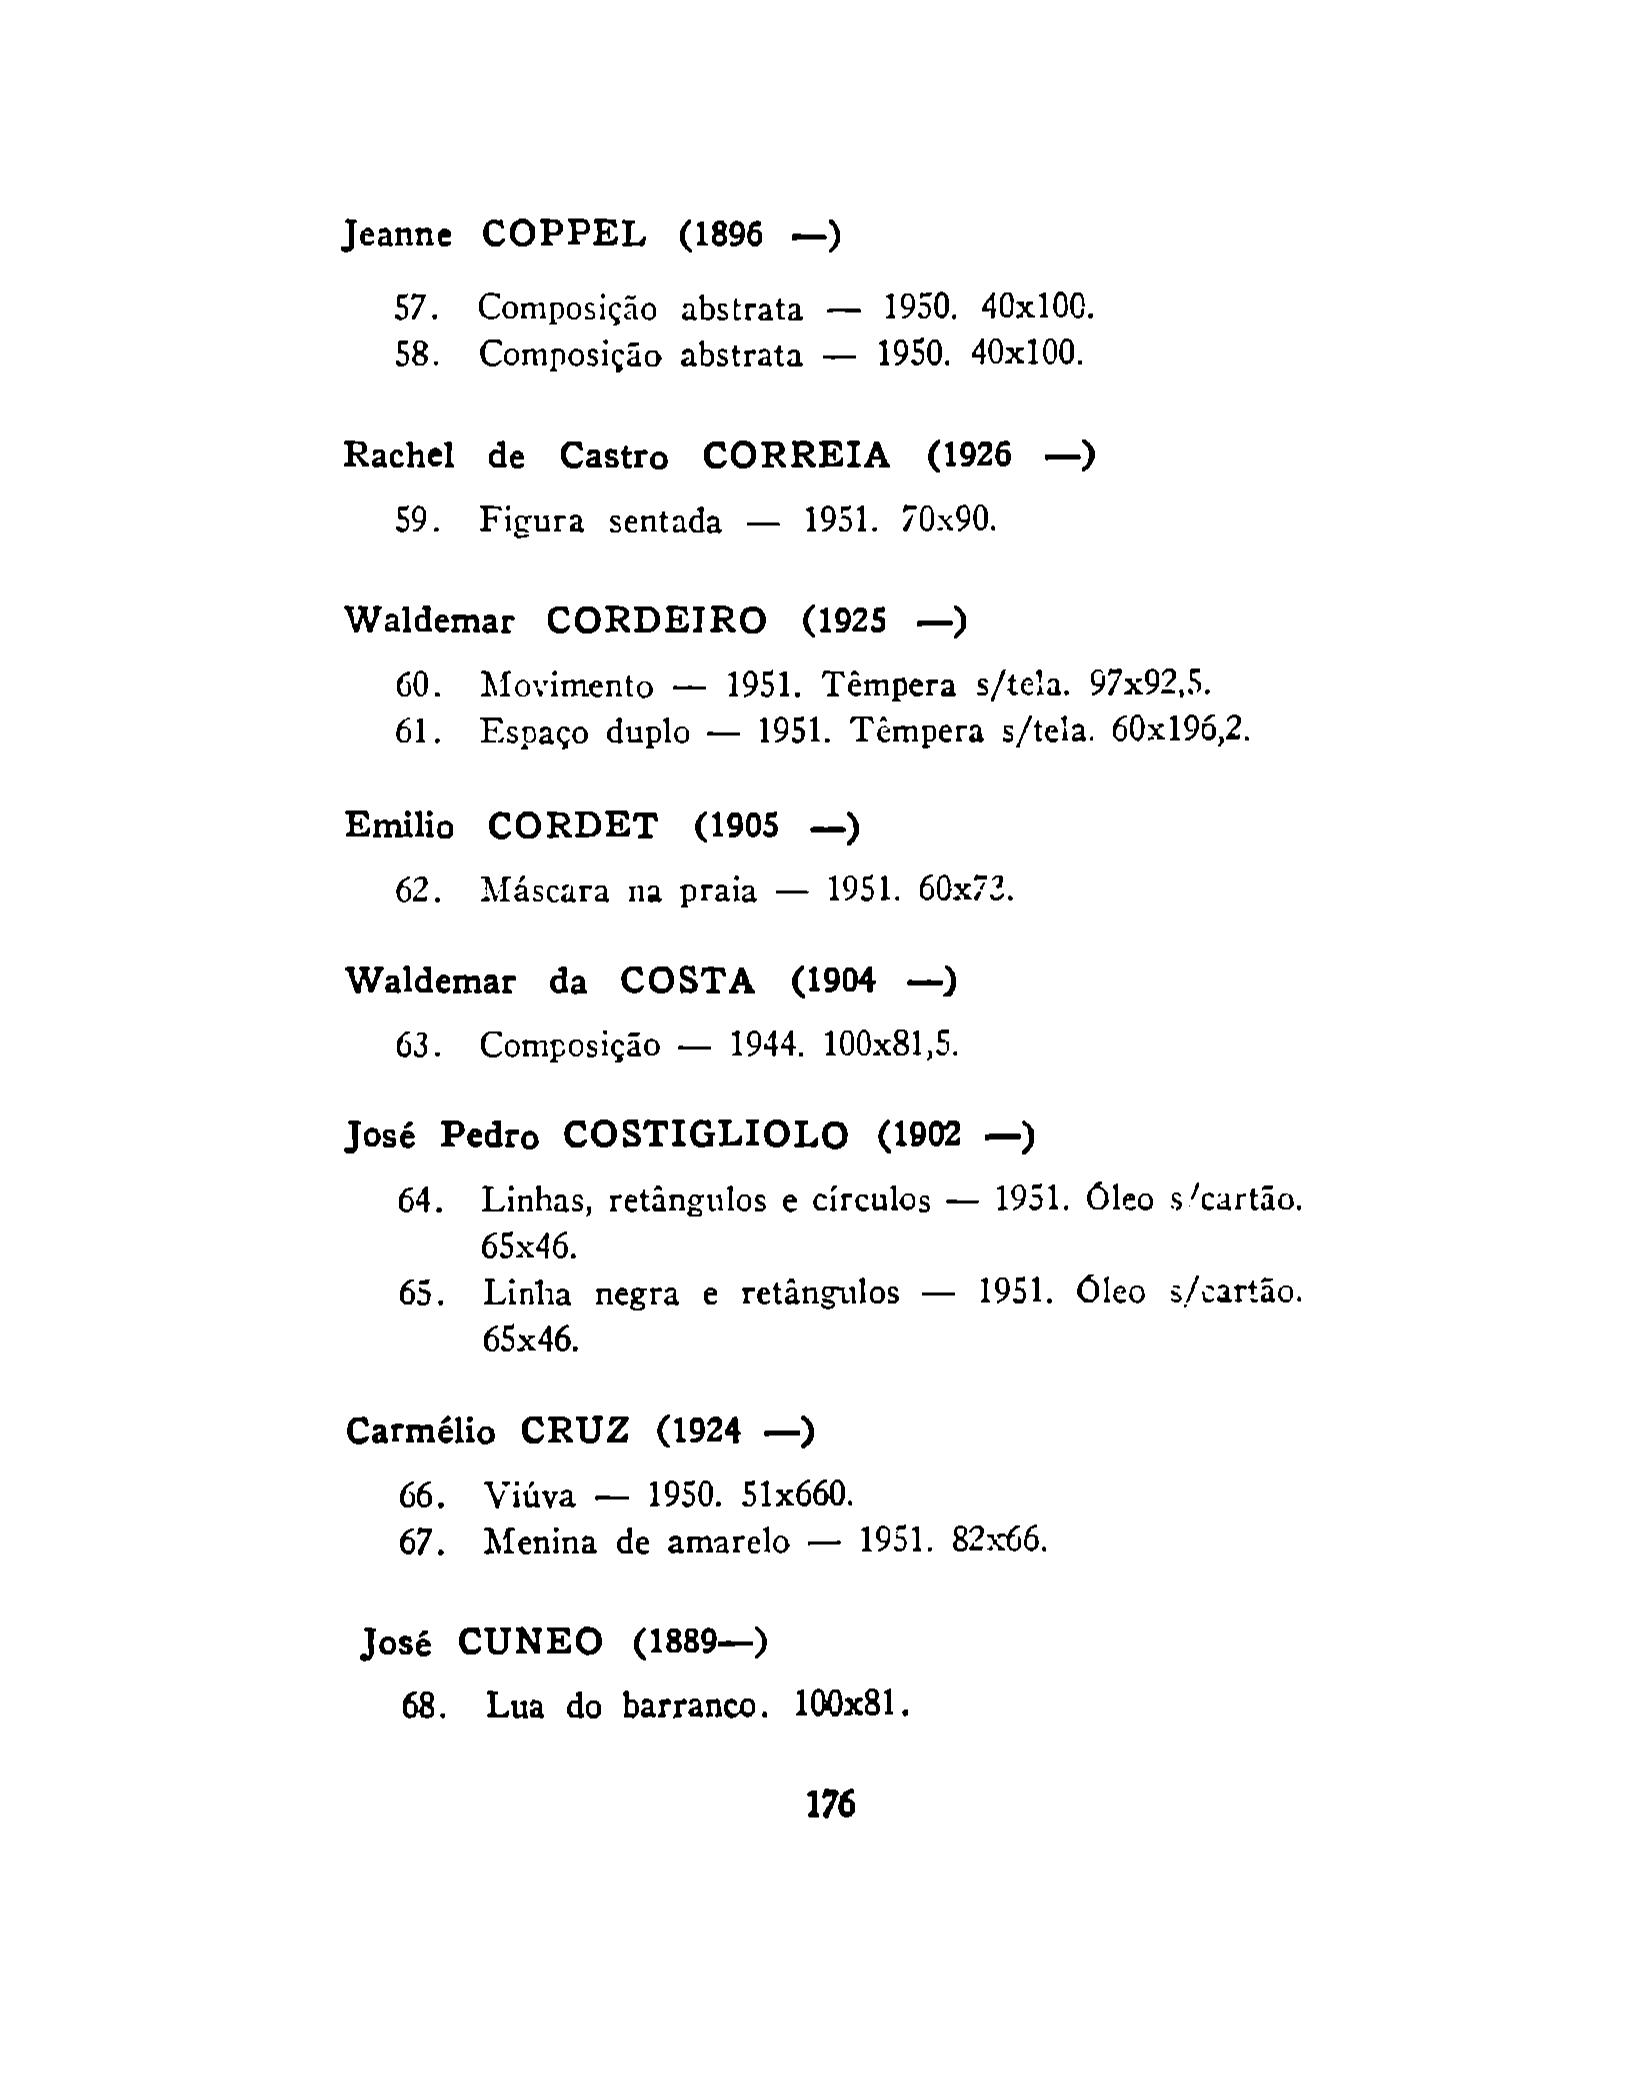 Jeanne COPPEL (1896 —)
57. Composição abstrata — 1950. 40x100.
58. Composição abstrata — 1950. 40x100.
Rachel de Castro CORREIA (1926 —)
59. Figura sentada — 1951. 70x90.
Waldemar CORDEIRO (1925 —)
60. Movimento — 1951. Têmpera s/tela. 97x92,5.
61. Espaço duplo — 1951. Têmpera s/tela. 60x196,2.
Emilio CORDET (1905 —)
62. Máscara na praia — 1951. 60x73.
Waldemar da COSTA (1904 —)
63. Composição — 1944. 100x81,5.
José Pedro COSTIGLIOLO (1902 —)
64. Linhas, retângulos e círculos — 1951. Óleo s/cartão.
65x46.
65. Linha negra e retângulos — 1951. Óleo s/cartão.
65x46.
Carmélio CRUZ (1924 —)
66. Viúva — 1950. 51x660.
67. Menina de amarelo — 1951. 82x66.
José CUNEO (1889—)
68. Lua do barranco. 100x81.
176